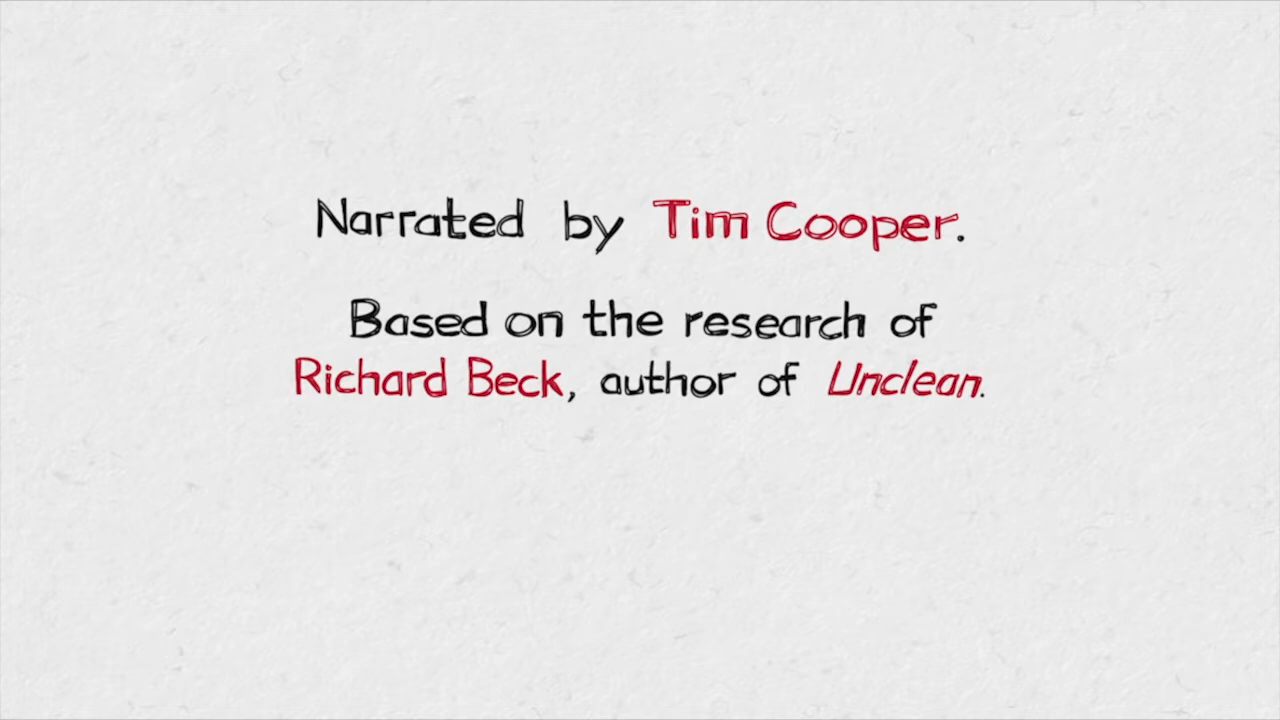 Narrated by Tim Cooper.
Based on the research of
Richard Beck, author of Unclean.